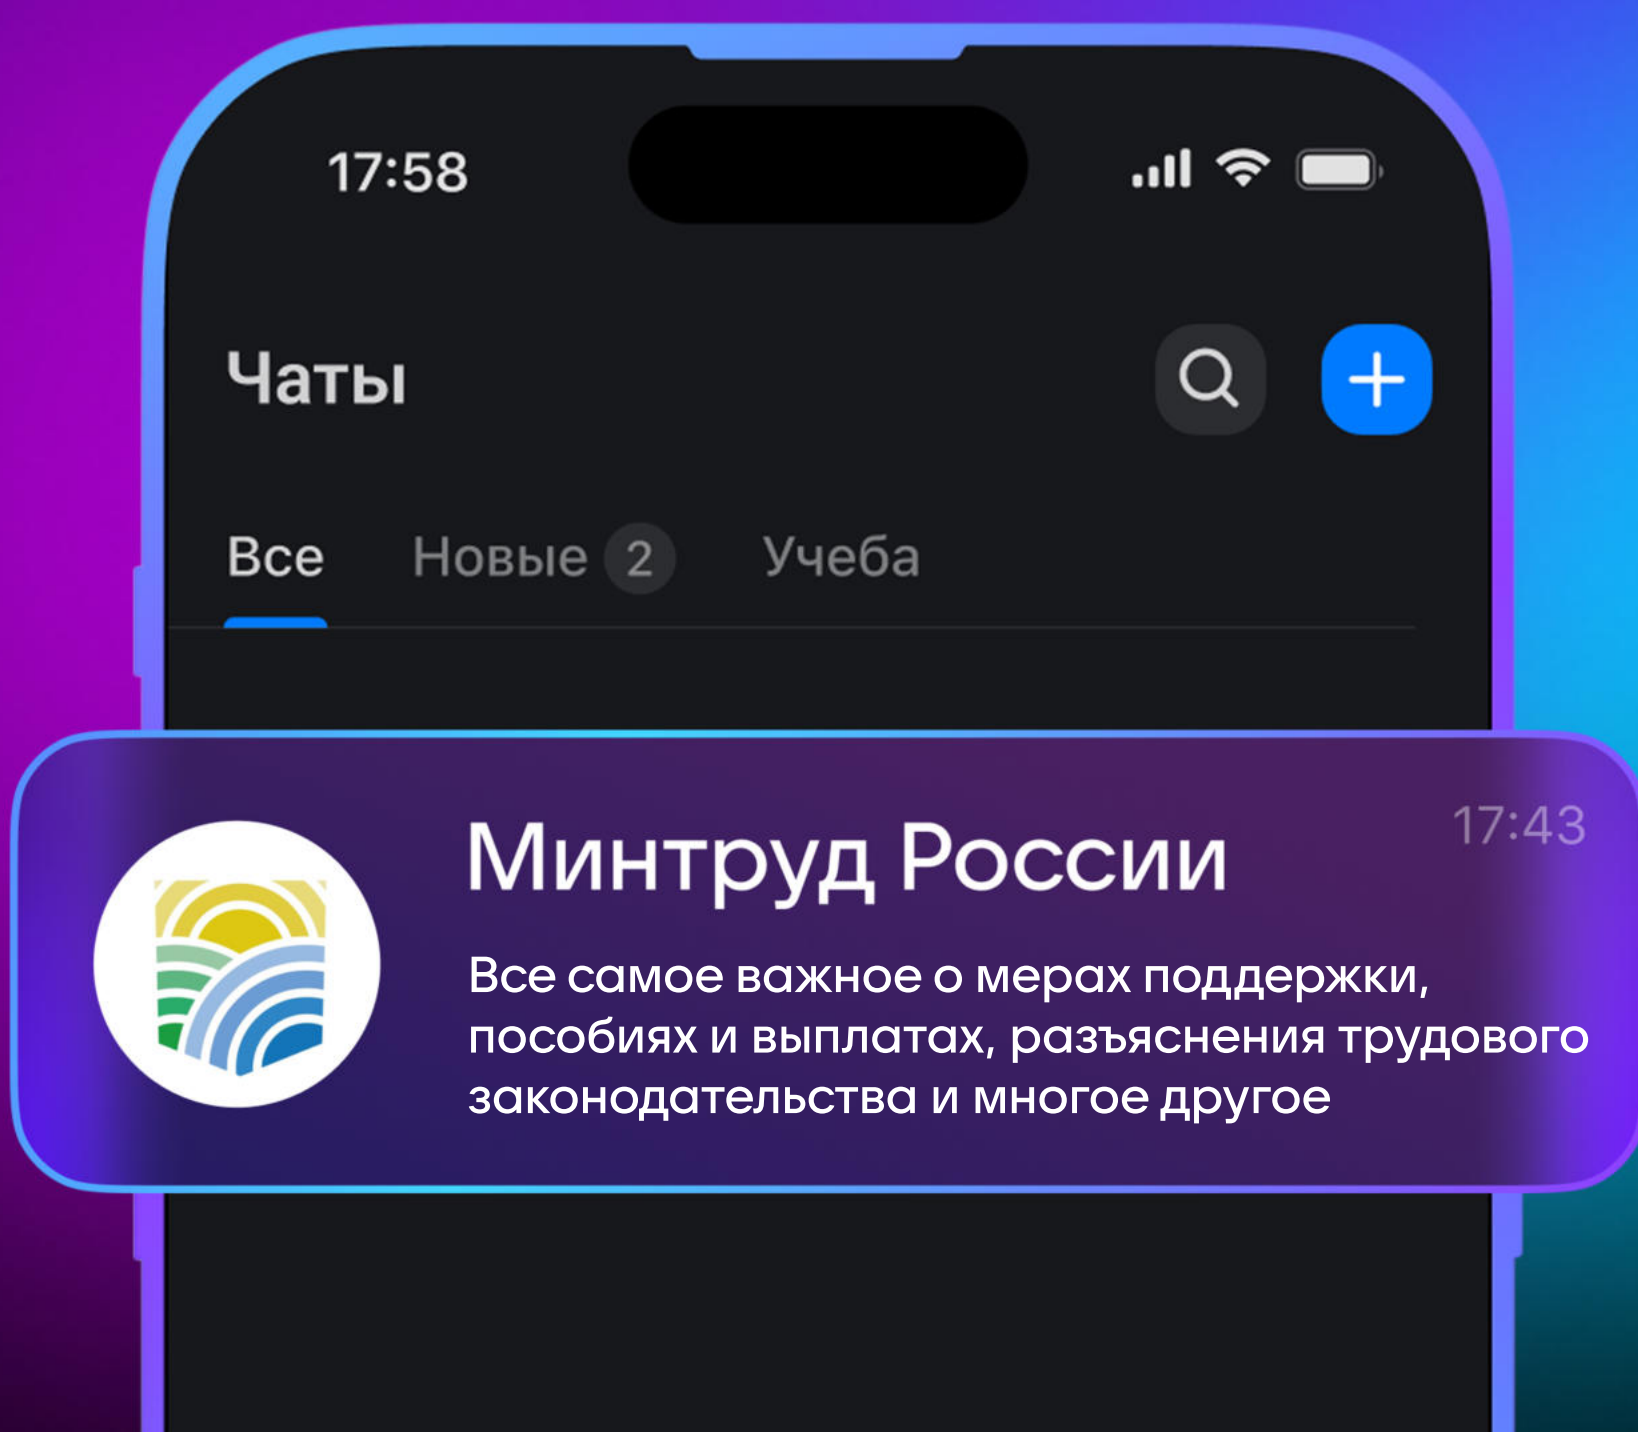 17:58
Чаты
Все Новые 2 Учеба
Минтруд России 17:43
Все самое важное о мерах поддержки,
пособиях и выплатах, разъяснения трудового
законодательства и многое другое